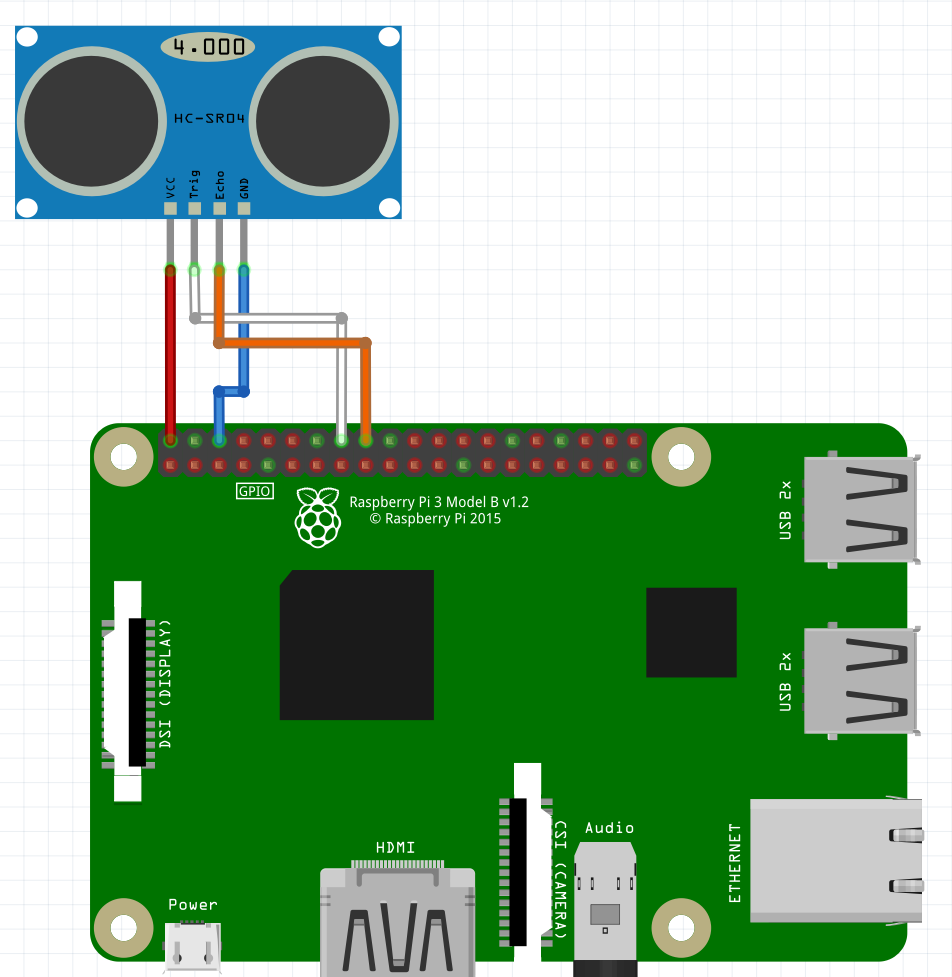 4.000
HC-SR04
VCC
Trig
Echo
GND
GPIO
Raspberry Pi 3 Model B v1.2
© Raspberry Pi 2015
USB 2x
DSI (DISPLAY)
USB 2x
CSI (CAMERA)
Audio
ETHERNET
HDMI
Power